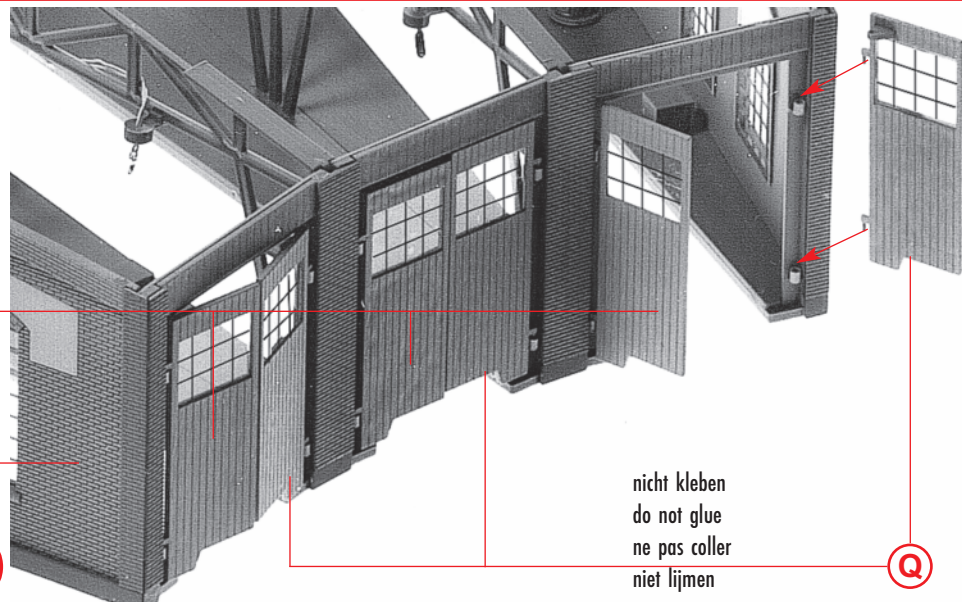 nicht kleben
do not glue
ne pas coller
niet lijmen
Q